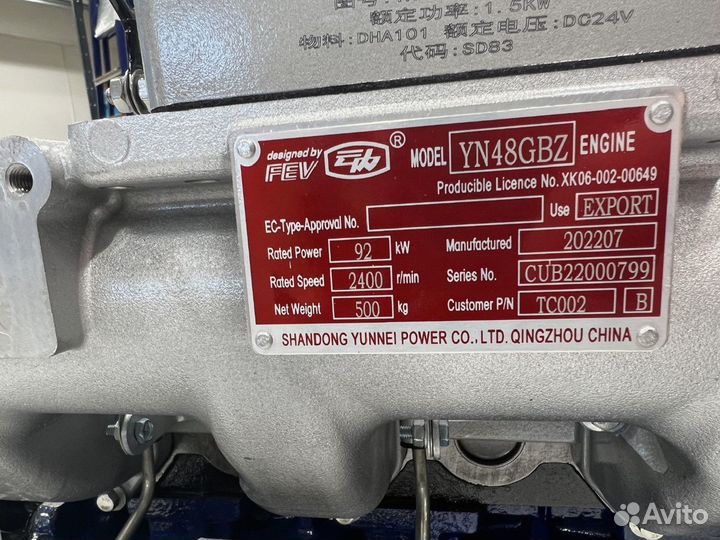 额定功率: 1.5KW
物料: DHA101 额定电压: DC24V
代码: SD83
designed by FEV ® MODEL YN48GBZ ENGINE
Producible Licence No. XK06-002-00649
EC-Type-Approval No. Use EXPORT
Rated Power 92 kW Manufactured 202207
Rated Speed 2400 r/min Series No. CUB22000799
Net Weight 500 kg Customer P/N TC002 B
SHANDONG YUNNEI POWER CO.,LTD. QINGZHOU CHINA
Avito